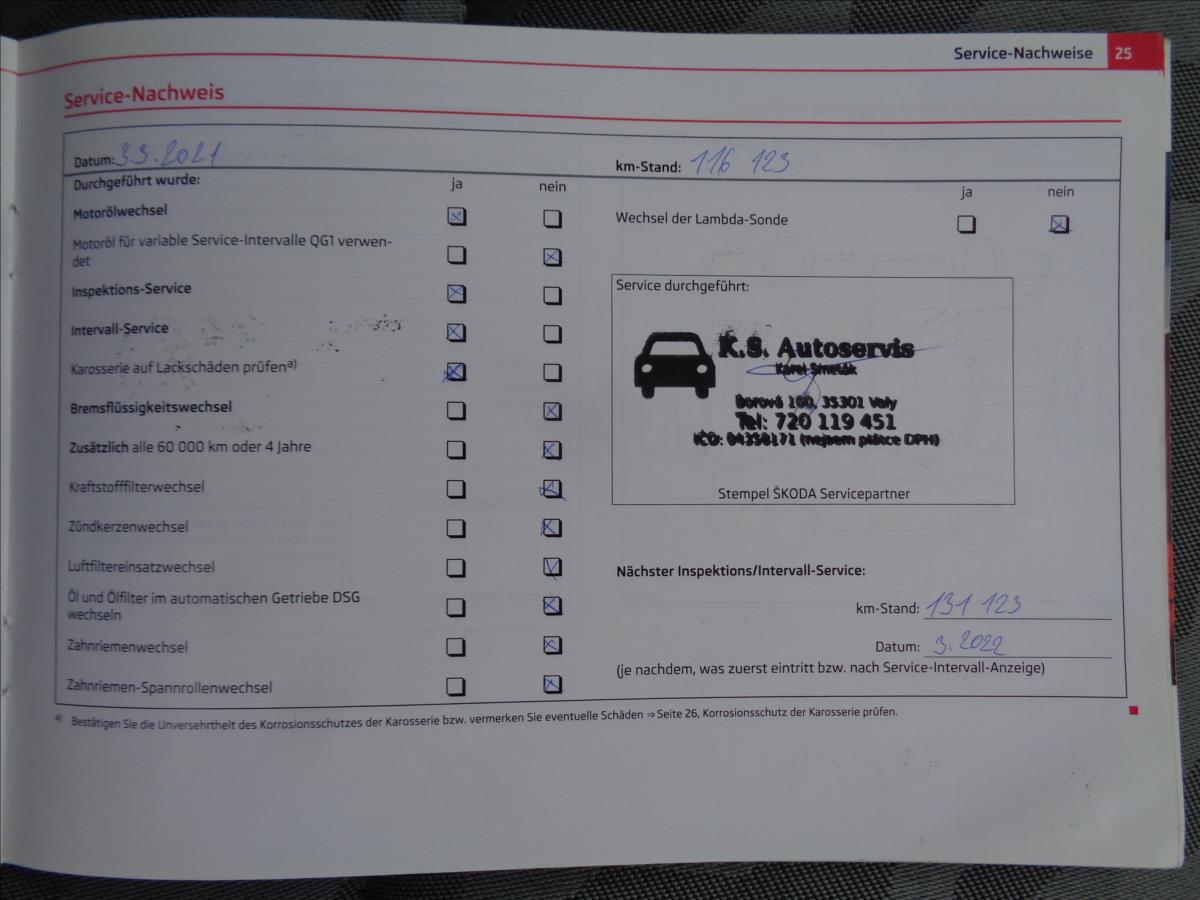 Service-Nachweise 25
Service-Nachweis
Datum: 3.3.2021
km-Stand: 116 123
Durchgeführt wurde:
ja nein
ja nein
Motorölwechsel
Wechsel der Lambda-Sonde
Motoröl für variable Service-Intervalle QG1 verwen-
det
Inspektions-Service
Intervall-Service
Karosserie auf Lackschäden prüfen a)
Bremsflüssigkeitswechsel
Zusätzlich alle 60 000 km oder 4 Jahre
Kraftstofffilterwechsel
Zündkerzenwechsel
Luftfiltereinsatzwechsel
Öl und Ölfilter im automatischen Getriebe DSG
wechseln
Zahnriemenwechsel
Zahnriemen-Spannrollenwechsel
Service durchgeführt:
K.S. Autoservis
Karel
Borová 160, 35301 Valy
Tel: 720 119 451
IČO: 04358171 (nejsem plátce DPH)
Stempel ŠKODA Servicepartner
Nächster Inspektions/Intervall-Service:
km-Stand: 131 123
Datum: 3.2022
(je nachdem, was zuerst eintritt bzw. nach Service-Intervall-Anzeige)
a) Bestätigen Sie die Unversehrtheit des Korrosionsschutzes der Karosserie bzw. vermerken Sie eventuelle Schäden ⇒ Seite 26, Korrosionsschutz der Karosserie prüfen.